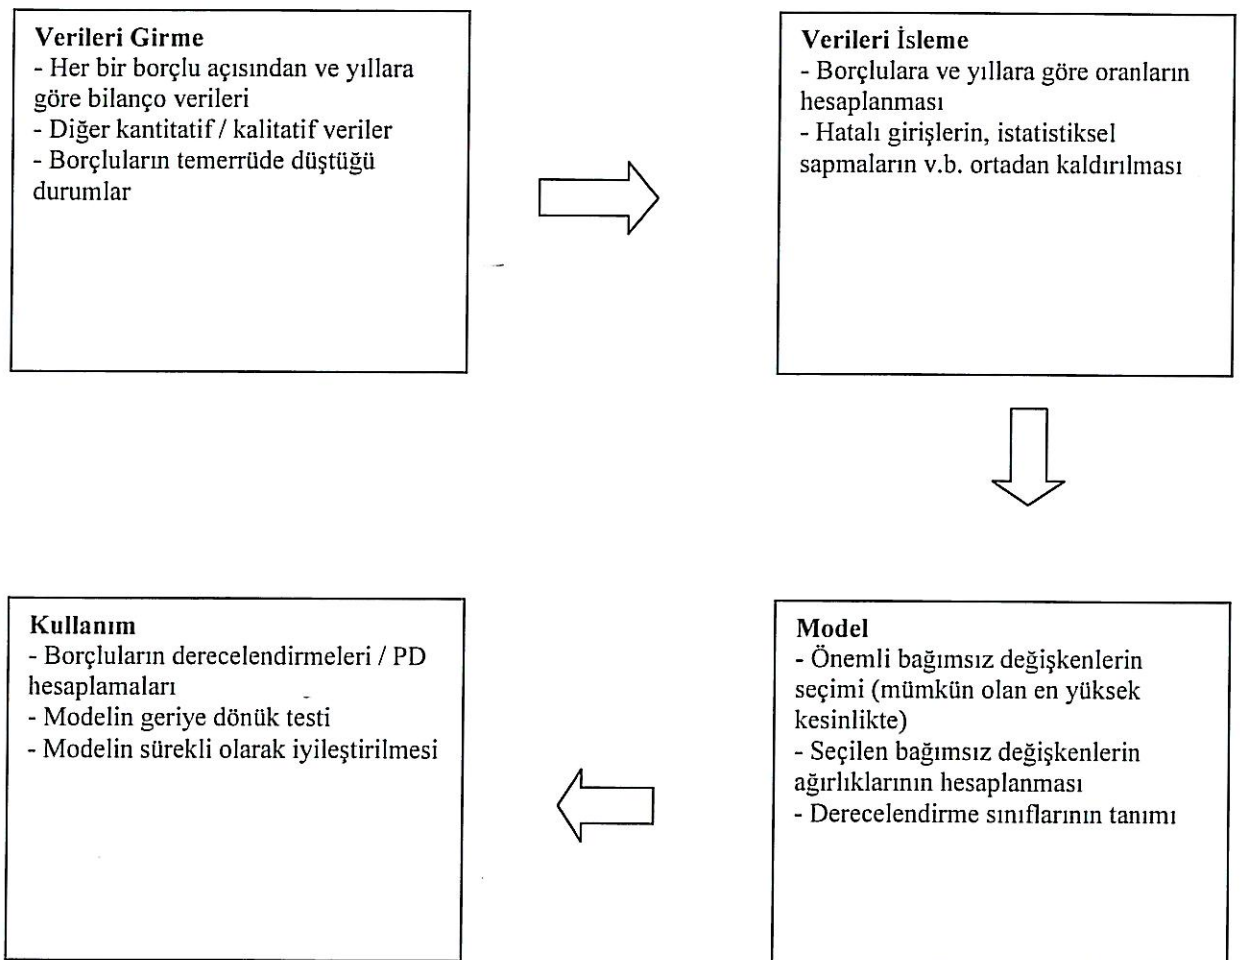 Verileri Girme
- Her bir borçlu açısından ve yıllara
göre bilanço verileri
- Diğer kantitatif / kalitatif veriler
- Borçluların temerrüde düştüğü
durumlar
Verileri İsleme
- Borçlulara ve yıllara göre oranların
hesaplanması
- Hatalı girişlerin, istatistiksel
sapmaların v.b. ortadan kaldırılması
Model
- Önemli bağımsız değişkenlerin
seçimi (mümkün olan en yüksek
kesinlikte)
- Seçilen bağımsız değişkenlerin
ağırlıklarının hesaplanması
- Derecelendirme sınıflarının tanımı
Kullanım
- Borçluların derecelendirmeleri / PD
hesaplamaları
- Modelin geriye dönük testi
- Modelin sürekli olarak iyileştirilmesi